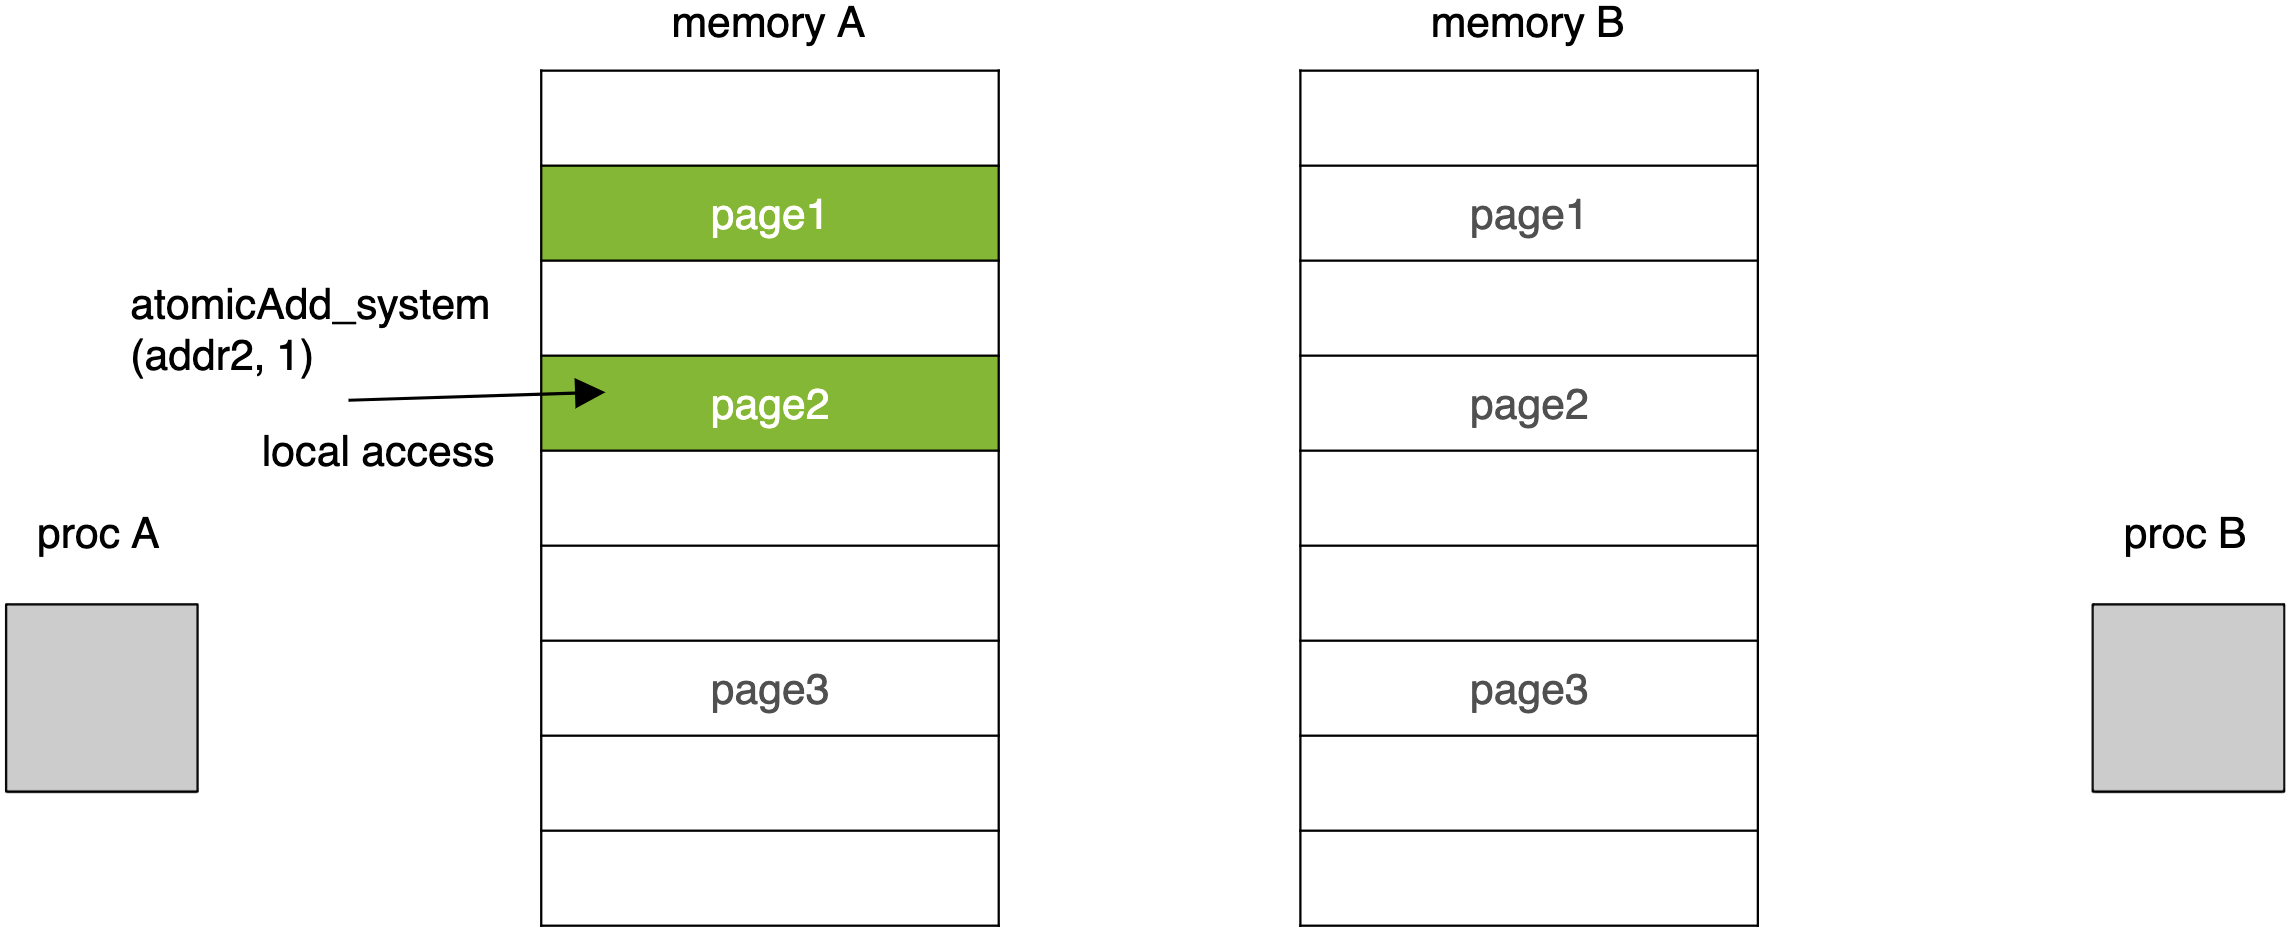 memory A
memory B
page1
page1
atomicAdd_system
(addr2, 1)
page2
page2
local access
proc A
proc B
page3
page3